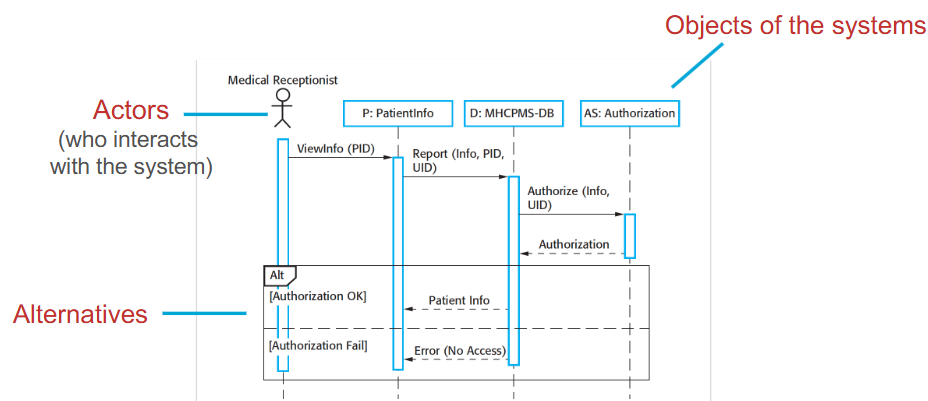 Objects of the systems
Medical Receptionist
Actors
(who interacts
with the system)
P: PatientInfo
D: MHCPMS-DB
AS: Authorization
ViewInfo (PID)
Report (Info, PID,
UID)
Authorize (Info,
UID)
Authorization
Alt
[Authorization OK]
Patient Info
Alternatives
[Authorization Fail]
Error (No Access)